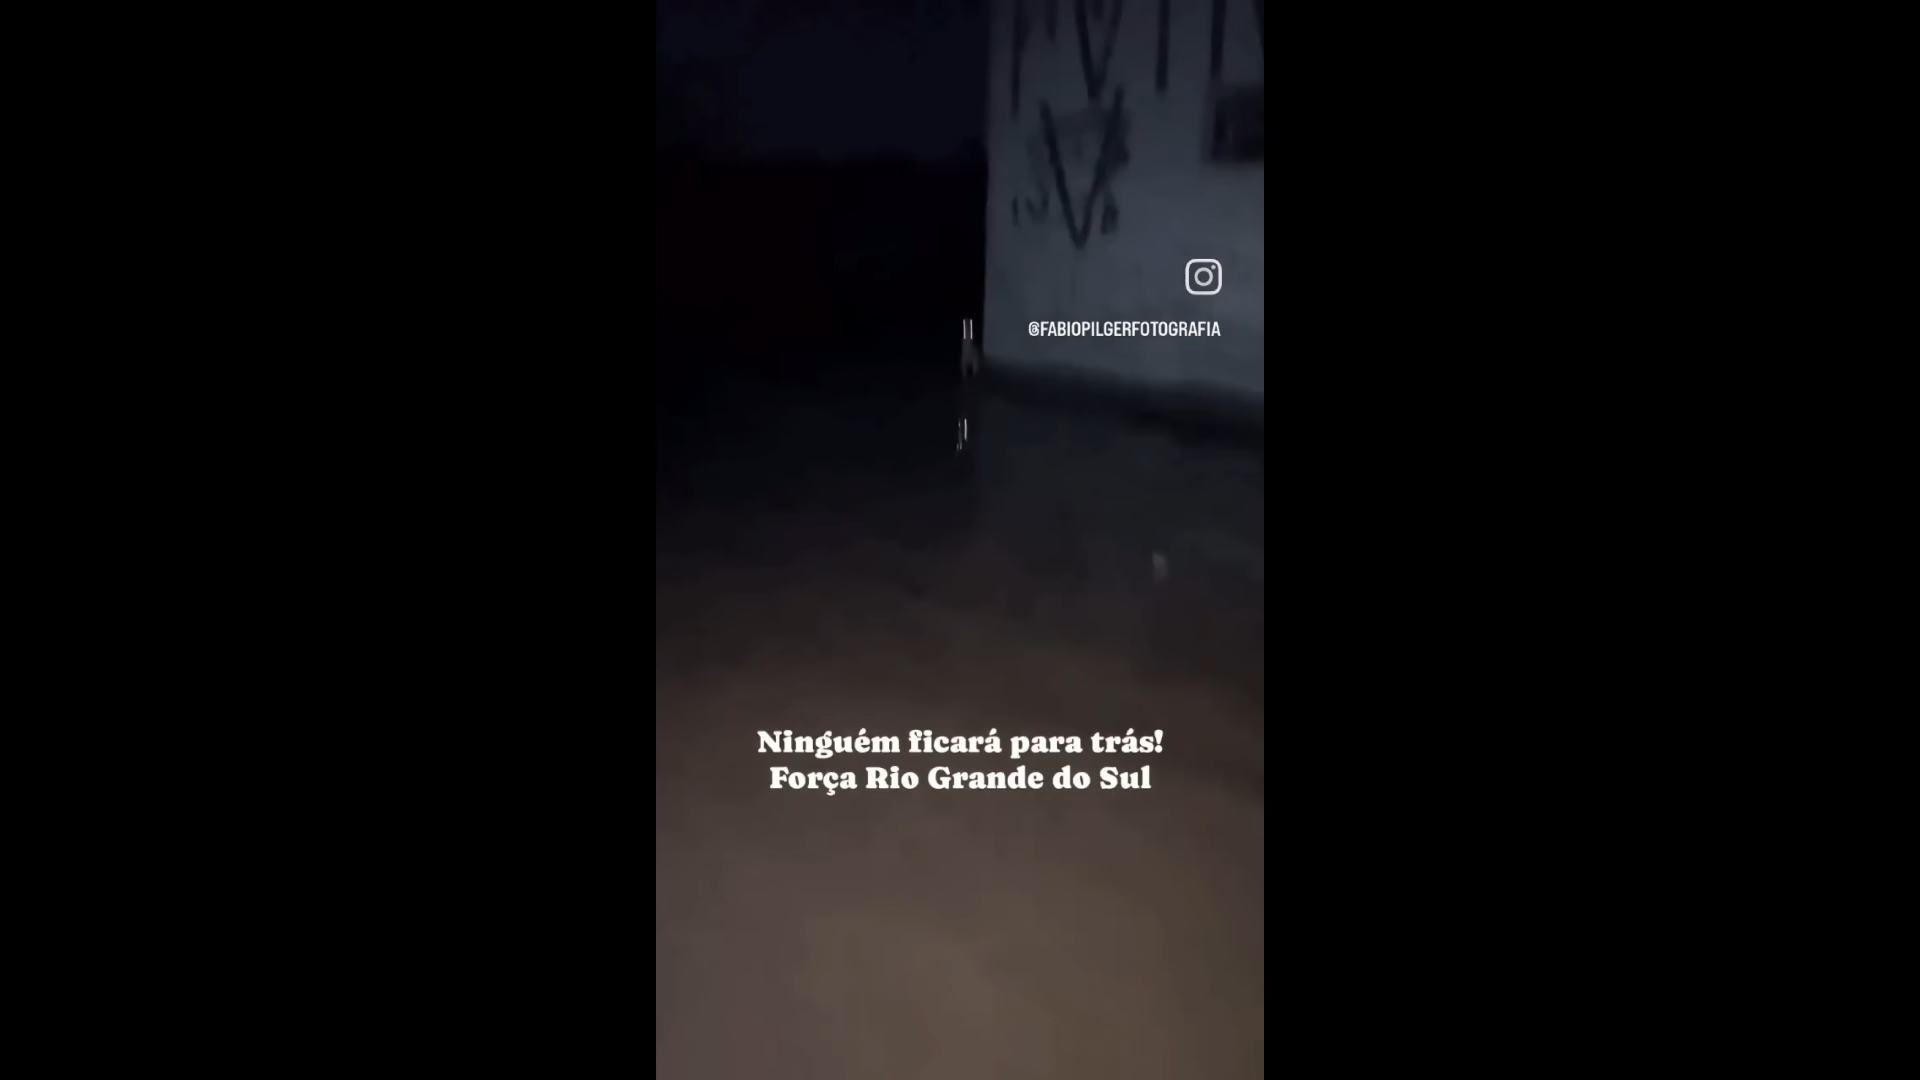 @FABIOPILGERFOTOGRAFIA
Ninguém ficará para trás!
Força Rio Grande do Sul